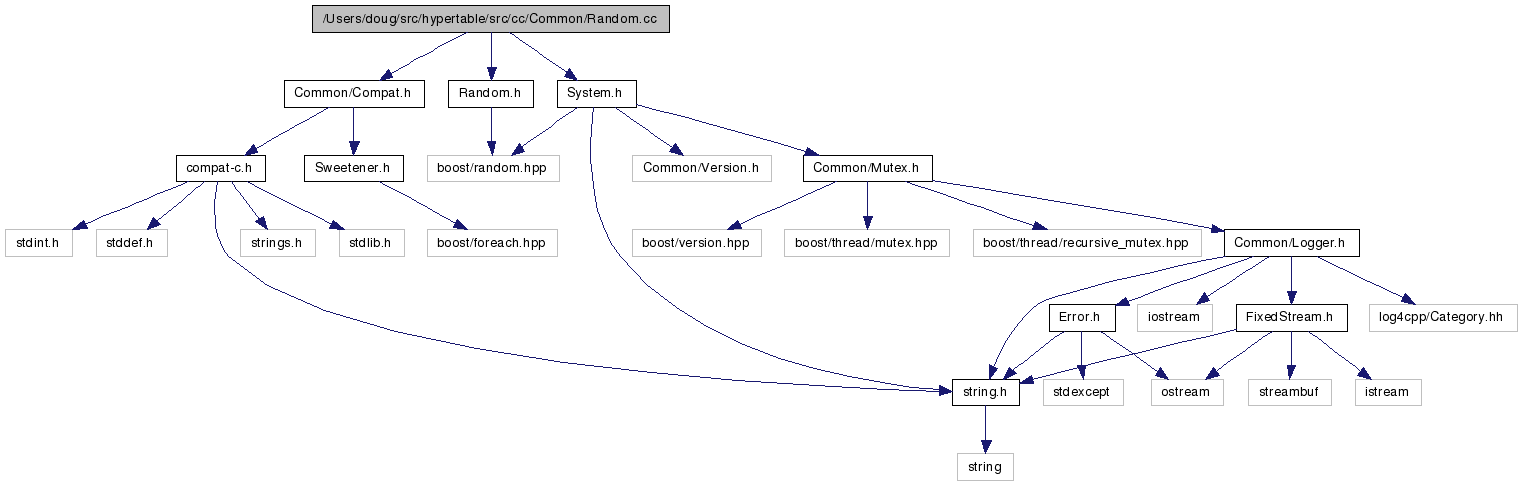 /Users/doug/src/hypertable/src/cc/Common/Random.cc
Common/Compat.h
Random.h
System.h
compat-c.h
Sweetener.h
boost/random.hpp
Common/Version.h
Common/Mutex.h
stdint.h
stddef.h
strings.h
stdlib.h
boost/foreach.hpp
boost/version.hpp
boost/thread/mutex.hpp
boost/thread/recursive_mutex.hpp
Common/Logger.h
Error.h
iostream
FixedStream.h
log4cpp/Category.hh
string.h
stdexcept
ostream
streambuf
istream
string